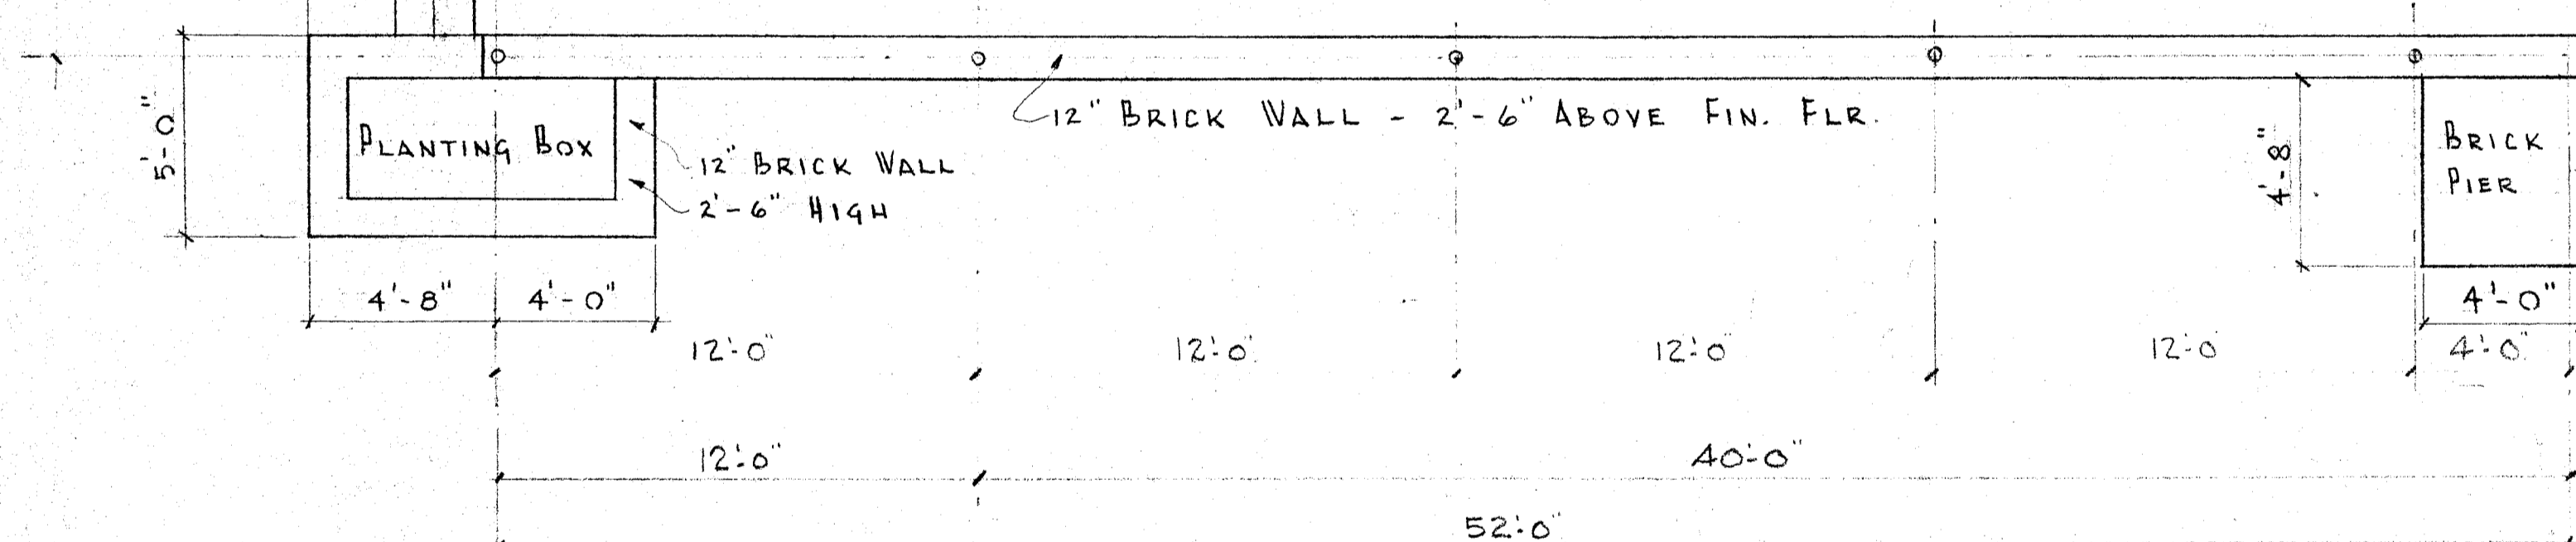 5'-0"
PLANTING BOX
12" BRICK WALL
2'-6" HIGH
12" BRICK WALL - 2'-6" ABOVE FIN. FLR.
4'-8"
BRICK
PIER
4'-8" 4'-0"
4'-0"
12'-0" 12'-0" 12'-0" 12'-0 4'-0"
12'-0" 40'-0"
52'-0"